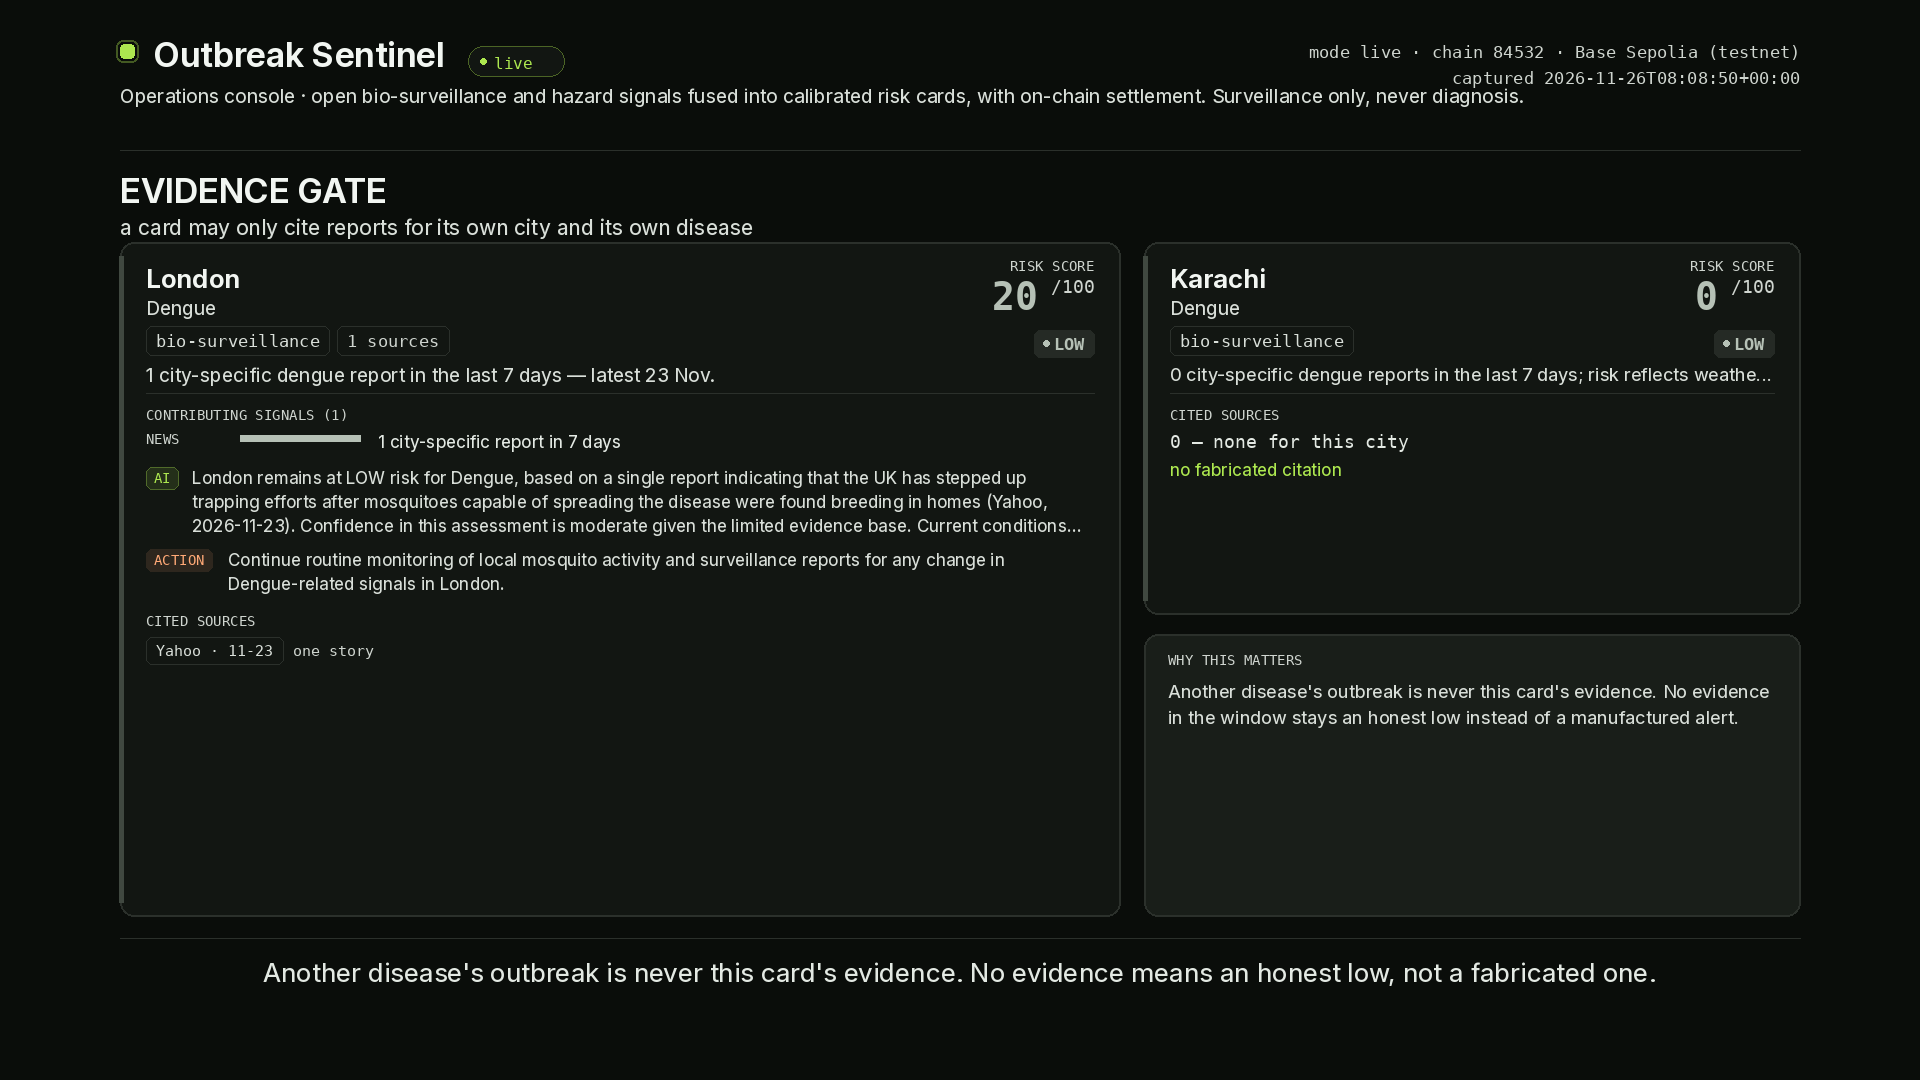 Outbreak Sentinel
live
mode live · chain 84532 · Base Sepolia (testnet)
captured 2026-11-26T08:08:50+00:00
Operations console · open bio-surveillance and hazard signals fused into calibrated risk cards, with on-chain settlement. Surveillance only, never diagnosis.
EVIDENCE GATE
a card may only cite reports for its own city and its own disease
London
Dengue
RISK SCORE
20 /100
bio-surveillance
1 sources
LOW
1 city-specific dengue report in the last 7 days — latest 23 Nov.
CONTRIBUTING SIGNALS (1)
NEWS
1 city-specific report in 7 days
AI
London remains at LOW risk for Dengue, based on a single report indicating that the UK has stepped up
trapping efforts after mosquitoes capable of spreading the disease were found breeding in homes (Yahoo,
2026-11-23). Confidence in this assessment is moderate given the limited evidence base. Current conditions...
ACTION
Continue routine monitoring of local mosquito activity and surveillance reports for any change in
Dengue-related signals in London.
CITED SOURCES
Yahoo · 11-23
one story
Karachi
Dengue
RISK SCORE
0 /100
bio-surveillance
LOW
0 city-specific dengue reports in the last 7 days; risk reflects weathe...
CITED SOURCES
0 — none for this city
no fabricated citation
WHY THIS MATTERS
Another disease's outbreak is never this card's evidence. No evidence
in the window stays an honest low instead of a manufactured alert.
Another disease's outbreak is never this card's evidence. No evidence means an honest low, not a fabricated one.